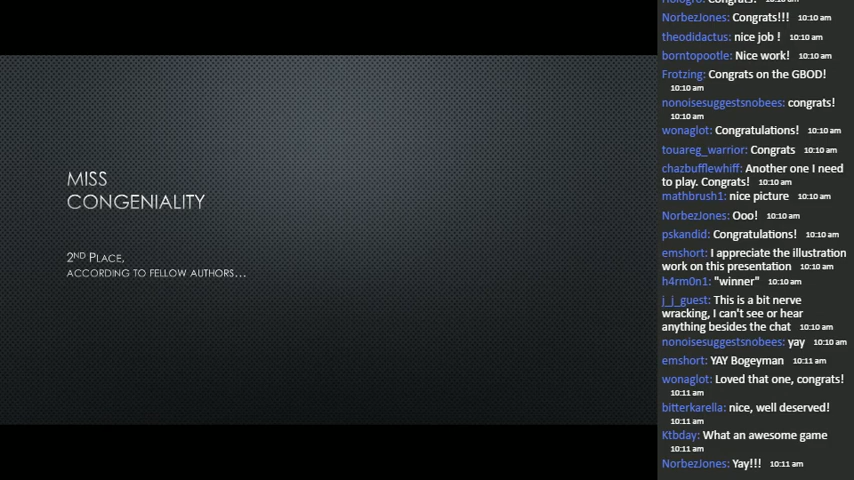 MISS
CONGENIALITY
2ND PLACE,
ACCORDING TO FELLOW AUTHORS...
Congrats! 10:10 am
NorbezJones: Congrats!!! 10:10 am
theodidactus: nice job ! 10:10 am
borntopootle: Nice work! 10:10 am
Frotzing: Congrats on the GBOD!
10:10 am
nonoisesuggestsnobees: congrats!
10:10 am
wonaglot: Congratulations! 10:10 am
touareg_warrior: Congrats 10:10 am
chazbufflewhiff: Another one I need
to play. Congrats! 10:10 am
mathbrush1: nice picture 10:10 am
NorbezJones: Ooo! 10:10 am
pskandid: Congratulations! 10:10 am
emshort: I appreciate the illustration
work on this presentation 10:10 am
h4rm0n1: "winner" 10:10 am
j_j_guest: This is a bit nerve
wracking, I can't see or hear
anything besides the chat 10:10 am
nonoisesuggestsnobees: yay 10:10 am
emshort: YAY Bogeyman 10:11 am
wonaglot: Loved that one, congrats!
10:11 am
bitterkarella: nice, well deserved!
10:11 am
Ktbday: What an awesome game
10:11 am
NorbezJones: Yay!!! 10:11 am